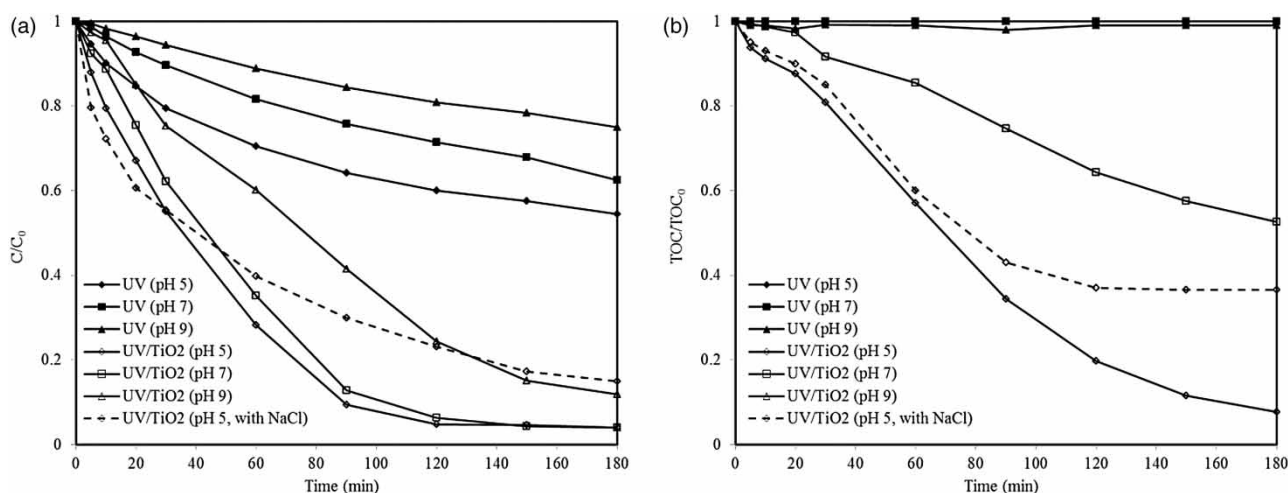 (a)
C/C0
1
0.8
0.6
0.4
0.2
0
UV (pH 5)
UV (pH 7)
UV (pH 9)
UV/TiO2 (pH 5)
UV/TiO2 (pH 7)
UV/TiO2 (pH 9)
UV/TiO2 (pH 5, with NaCl)
0 20 40 60 80 100 120 140 160 180
Time (min)
(b)
TOC/TOC0
1
0.8
0.6
0.4
0.2
0
UV (pH 5)
UV (pH 7)
UV (pH 9)
UV/TiO2 (pH 5)
UV/TiO2 (pH 7)
UV/TiO2 (pH 9)
UV/TiO2 (pH 5, with NaCl)
0 20 40 60 80 100 120 140 160 180
Time (min)